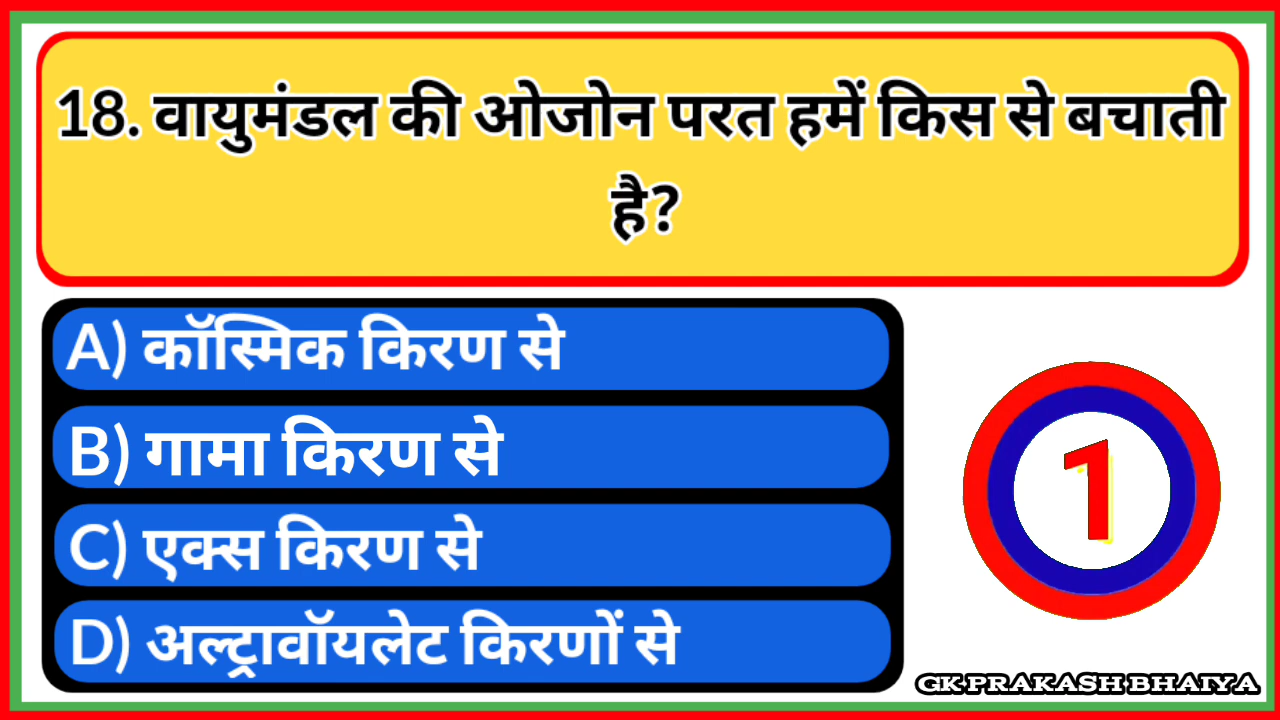 18. वायुमंडल की ओजोन परत हमें किस से बचाती
है?
A) कॉस्मिक किरण से
B) गामा किरण से
C) एक्स किरण से
D) अल्ट्रावॉयलेट किरणों से
1
GK PRAKASH BHAIYA